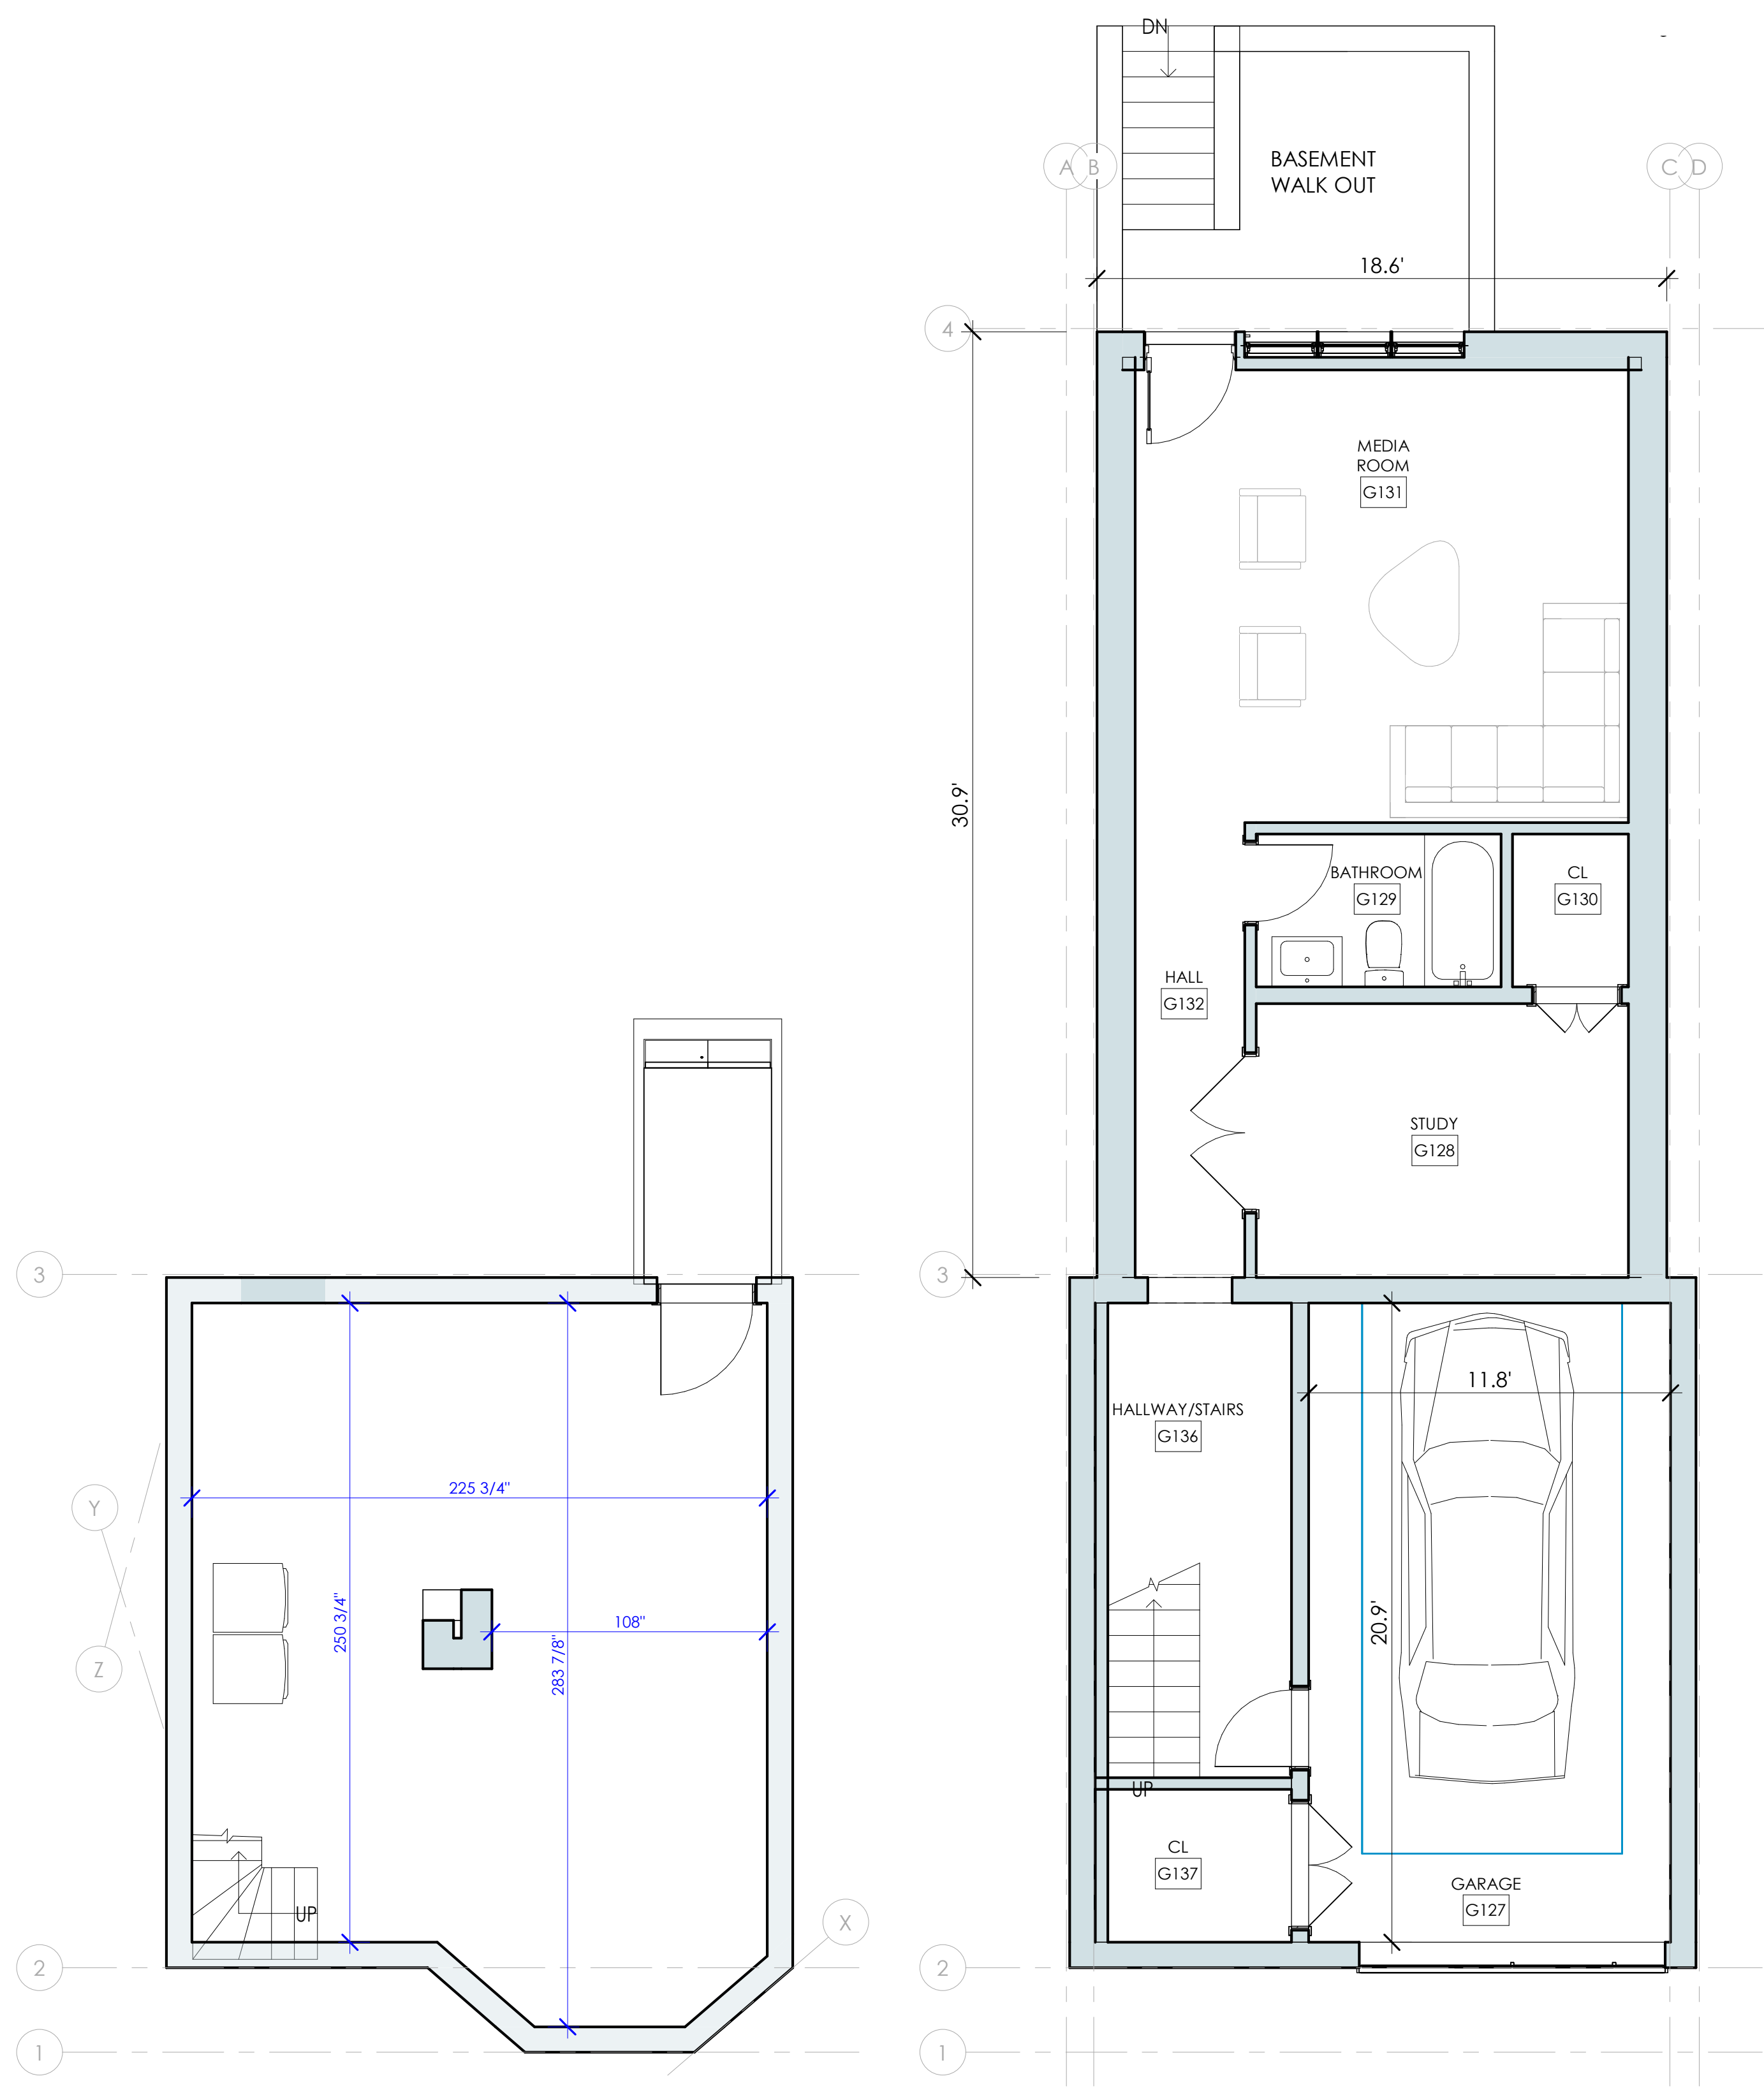 DN
BASEMENT
WALK OUT
A
B
C
D
18.6'
4
MEDIA
ROOM
G131
30.9'
BATHROOM
G129
CL
G130
HALL
G132
STUDY
G128
3
3
11.8'
HALLWAY/STAIRS
G136
225 3/4"
Y
250 3/4"
108"
283 7/8"
20.9'
Z
UP
CL
G137
GARAGE
G127
UP
X
2
2
1
1